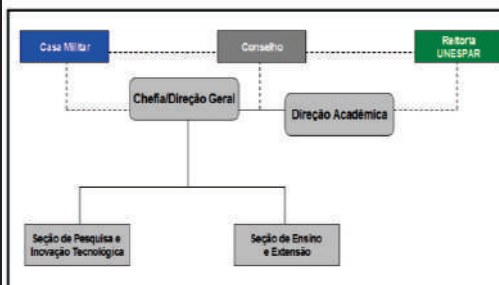 Casa Militar
Conselho
Reitoria
UNESPAR
Chefia/Direção Geral
Direção Acadêmica
Seção de Pesquisa e
Inovação Tecnológica
Seção de Ensino
e Extensão